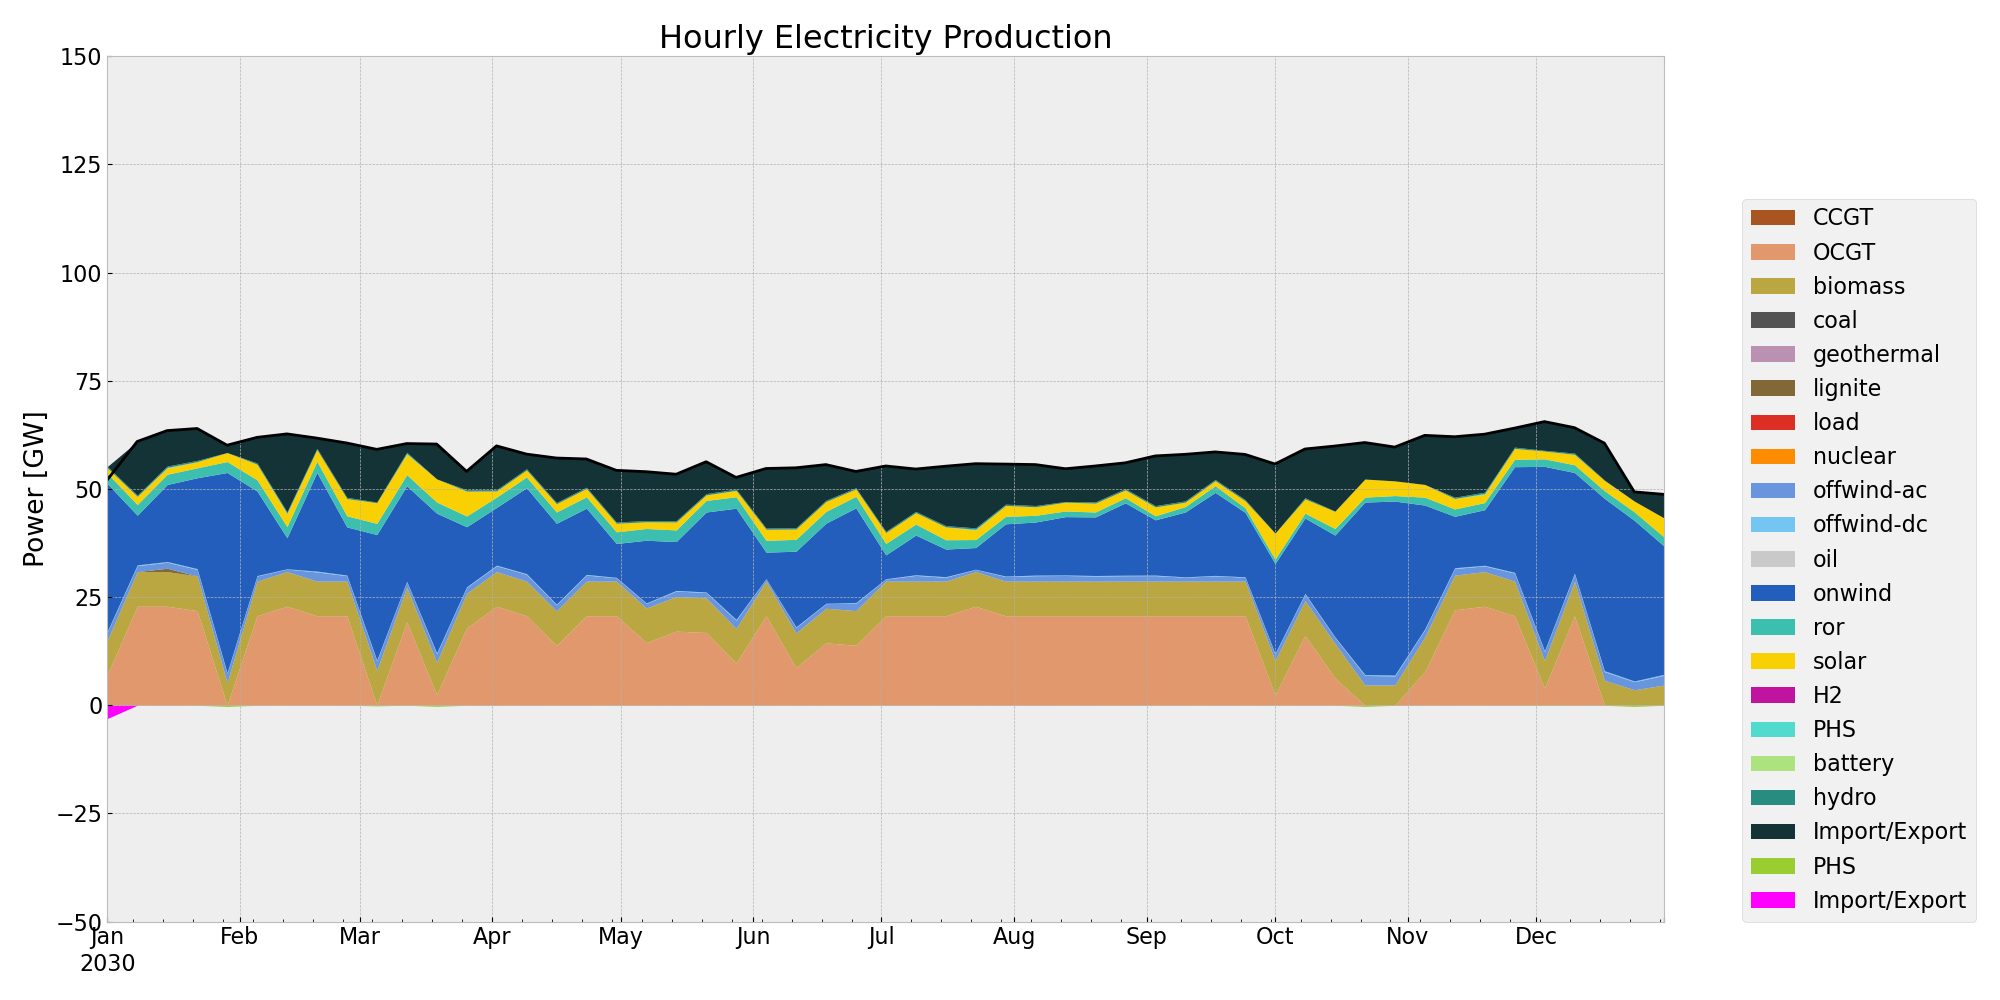 Hourly Electricity Production
Power [GW]
150
125
100
75
50
25
0
−25
−50
Jan Feb Mar Apr May Jun Jul Aug Sep Oct Nov Dec
2030
CCGT
OCGT
biomass
coal
geothermal
lignite
load
nuclear
offwind-ac
offwind-dc
oil
onwind
ror
solar
H2
PHS
battery
hydro
Import/Export
PHS
Import/Export